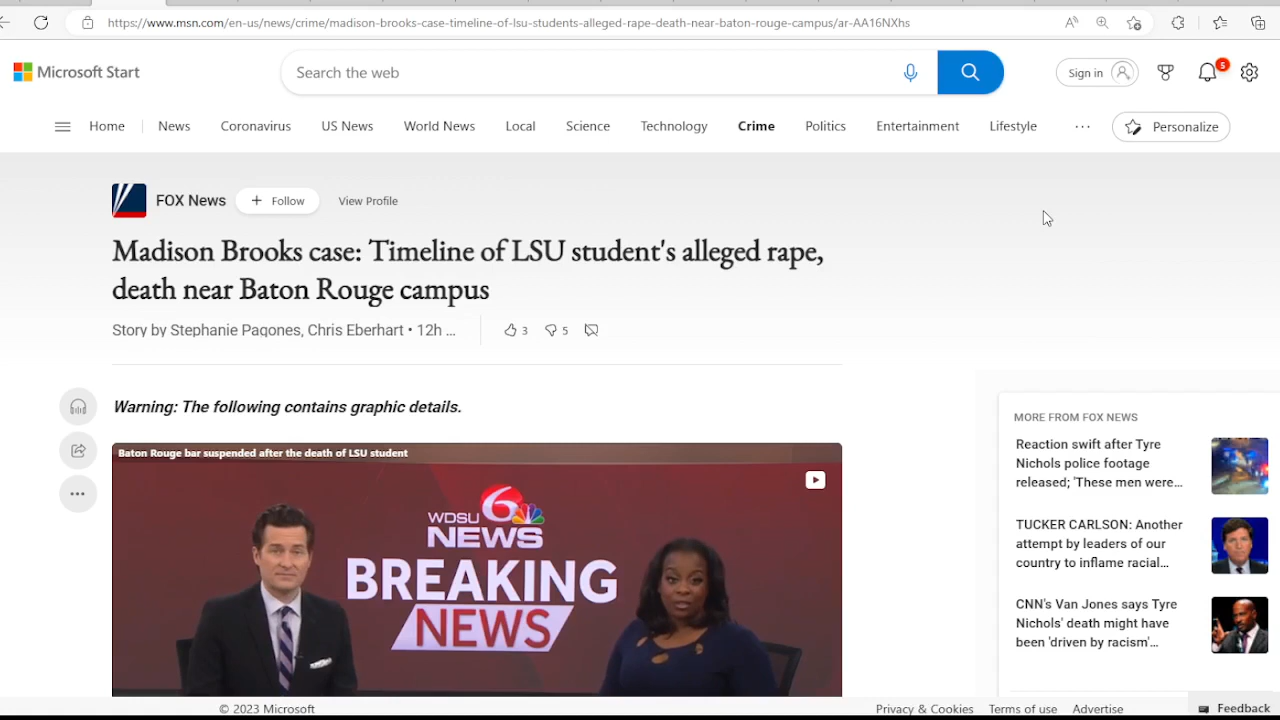 https://www.msn.com/en-us/news/crime/madison-brooks-case-timeline-of-lsu-students-alleged-rape-death-near-baton-rouge-campus/ar-AA16NXhs
Microsoft Start
Search the web
Sign in
5
Home
News
Coronavirus
US News
World News
Local
Science
Technology
Crime
Politics
Entertainment
Lifestyle
Personalize
FOX News
+ Follow
View Profile
Madison Brooks case: Timeline of LSU student's alleged rape,
death near Baton Rouge campus
Story by Stephanie Pagones, Chris Eberhart • 12h ...
3
5
Warning: The following contains graphic details.
Baton Rouge bar suspended after the death of LSU student
WDSU 6
NEWS
BREAKING
NEWS
MORE FROM FOX NEWS
Reaction swift after Tyre
Nichols police footage
released; 'These men were...
TUCKER CARLSON: Another
attempt by leaders of our
country to inflame racial...
CNN's Van Jones says Tyre
Nichols' death might have
been 'driven by racism'...
© 2023 Microsoft
Privacy & Cookies
Terms of use
Advertise
Feedback